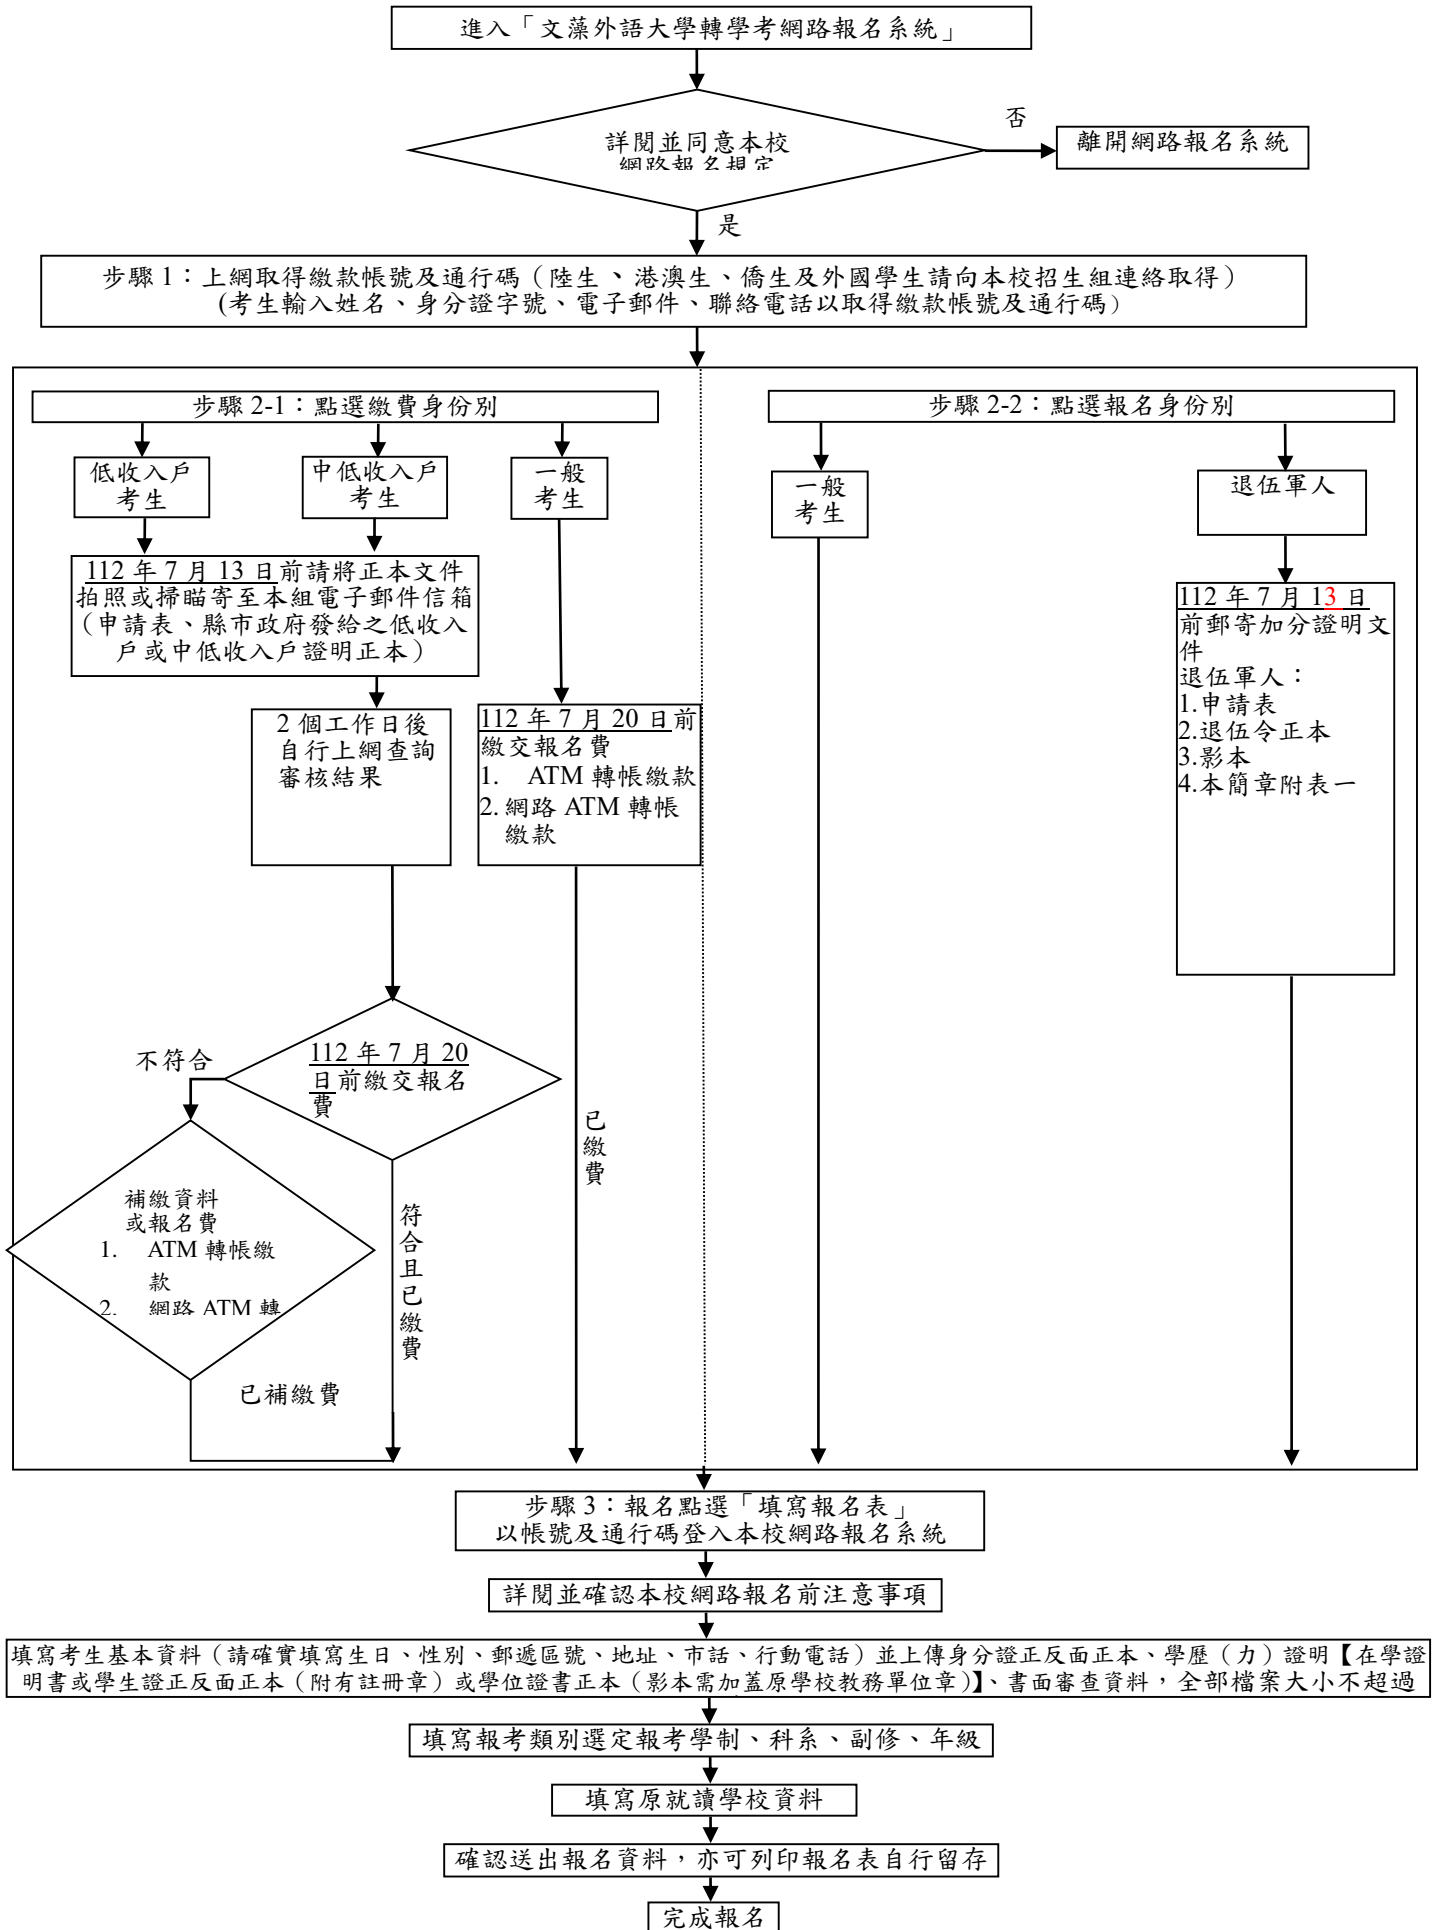 進入「文藻外語大學轉學考網路報名系統」
詳閱並同意本校
網路報名規定
否
離開網路報名系統
是
步驟 1：上網取得繳款帳號及通行碼（陸生、港澳生、僑生及外國學生請向本校招生組連絡取得）
(考生輸入姓名、身分證字號、電子郵件、聯絡電話以取得繳款帳號及通行碼）
步驟 2-1：點選繳費身份別
低收入戶
考生
中低收入戶
考生
一般
考生
112 年 7 月 13 日前請將正本文件
拍照或掃瞄寄至本組電子郵件信箱
（申請表、縣市政府發給之低收入
戶或中低收入戶證明正本）
2 個工作日後
自行上網查詢
審核結果
112 年 7 月 20 日前
繳交報名費
1. ATM 轉帳繳款
2. 網路 ATM 轉帳
繳款
不符合
112 年 7 月 20
日前繳交報名
費
補繳資料
或報名費
1. ATM 轉帳繳
款
2. 網路 ATM 轉
符合且已繳費
已繳費
已補繳費
步驟 2-2：點選報名身份別
一般
考生
退伍軍人
112 年 7 月 13 日
前郵寄加分證明文
件
退伍軍人：
1.申請表
2.退伍令正本
3.影本
4.本簡章附表一
步驟 3：報名點選「填寫報名表」
以帳號及通行碼登入本校網路報名系統
詳閱並確認本校網路報名前注意事項
填寫考生基本資料（請確實填寫生日、性別、郵遞區號、地址、市話、行動電話）並上傳身分證正反面正本、學歷（力）證明【在學證
明書或學生證正反面正本（附有註冊章）或學位證書正本（影本需加蓋原學校教務單位章）】、書面審查資料，全部檔案大小不超過
填寫報考類別選定報考學制、科系、副修、年級
填寫原就讀學校資料
確認送出報名資料，亦可列印報名表自行留存
完成報名